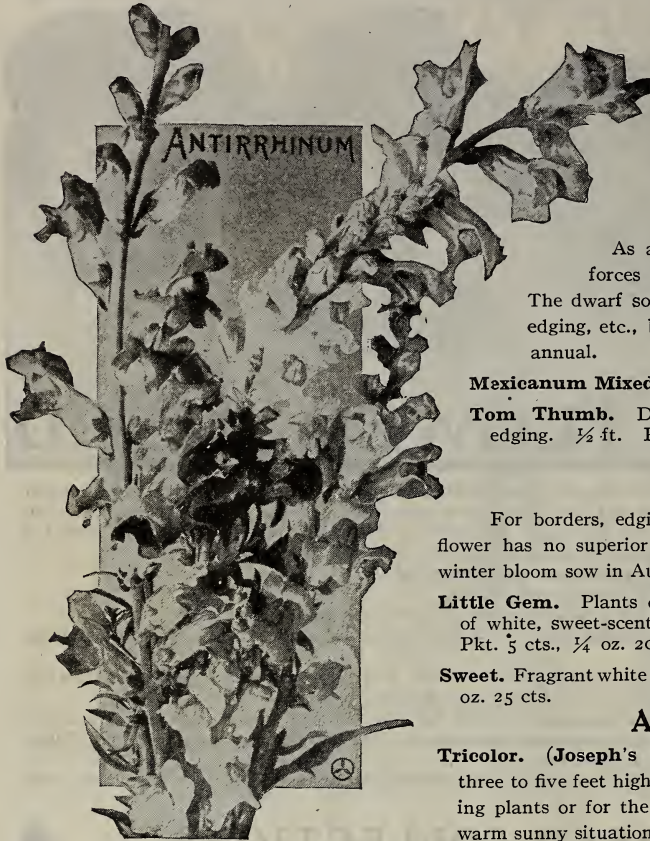 ANTIRRHINUM
As a
forces
The dwarf so
edging, etc., b
annual.
Mexicanum Mixed
Tom Thumb. D
edging. ½ ft. P
For borders, edgi
flower has no superior
winter bloom sow in Au
Little Gem. Plants
of white, sweet-scent
Pkt. 5 cts., ¼ oz. 20
Sweet. Fragrant white
oz. 25 cts.
A
Tricolor. (Joseph's
three to five feet high
ing plants or for the
warm sunny situation